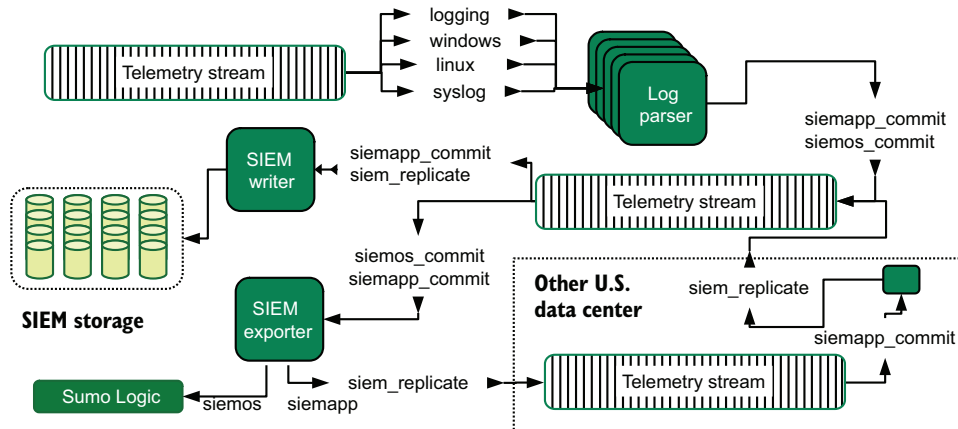 logging
windows
linux
syslog
Telemetry stream
Log
parser
siemapp_commit
siemos_commit
SIEM
writer
siemapp_commit
siem_replicate
Telemetry stream
siemos_commit
siemapp_commit
SIEM storage
SIEM
exporter
Other U.S.
data center
siem_replicate
siemapp_commit
Telemetry stream
Sumo Logic
siemos
siemapp
siem_replicate